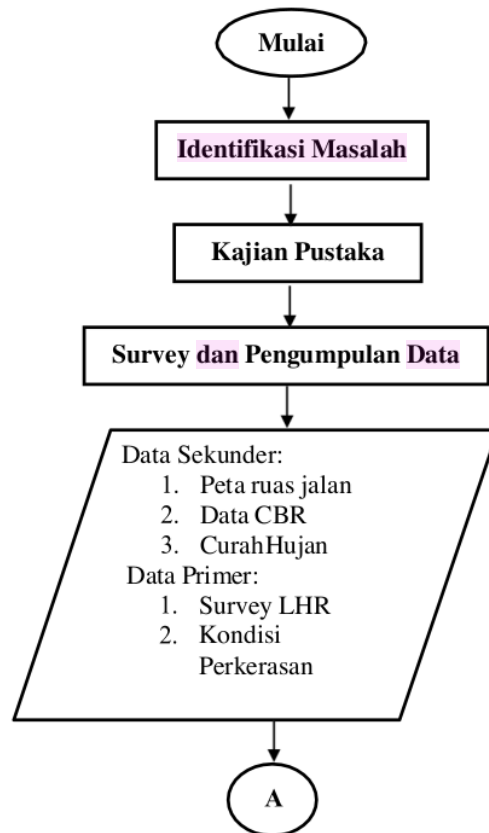 Mulai
Identifikasi Masalah
Kajian Pustaka
Survey dan Pengumpulan Data
Data Sekunder:
1. Peta ruas jalan
2. Data CBR
3. CurahHujan
Data Primer:
1. Survey LHR
2. Kondisi
Perkerasan
A